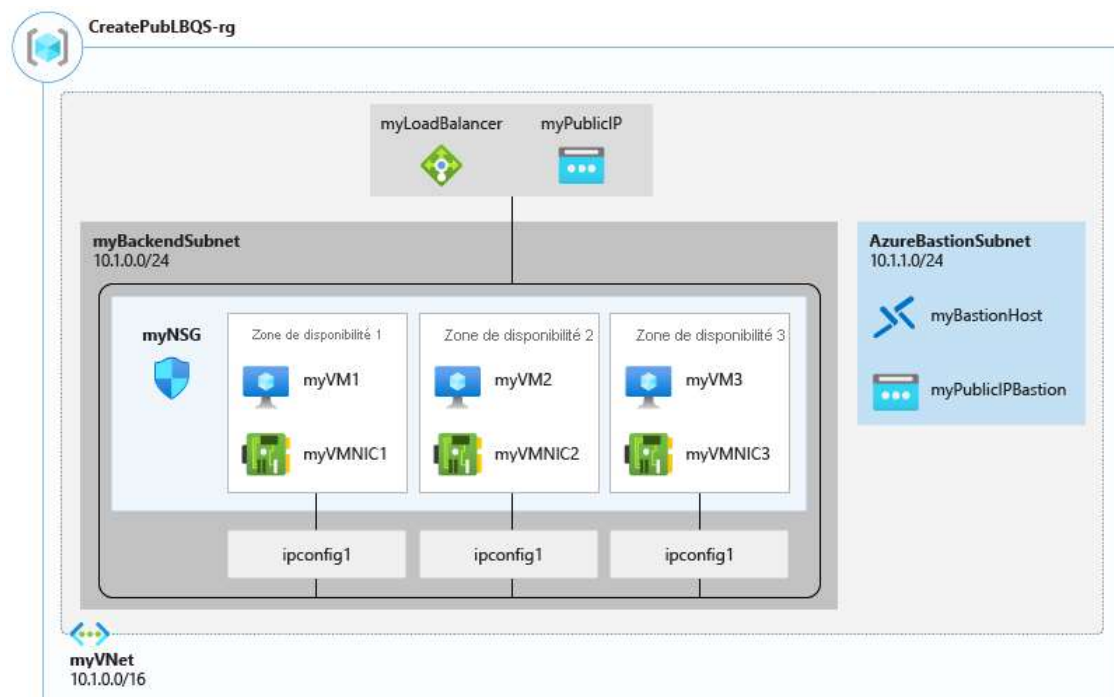 CreatePubLBQS-rg
myLoadBalancer
myPublicIP
myBackendSubnet
10.1.0.0/24
AzureBastionSubnet
10.1.1.0/24
myNSG
Zone de disponibilité 1
Zone de disponibilité 2
Zone de disponibilité 3
myBastionHost
myVM1
myVM2
myVM3
myPublicIPBastion
myVMNIC1
myVMNIC2
myVMNIC3
ipconfig1
ipconfig1
ipconfig1
myVNet
10.1.0.0/16